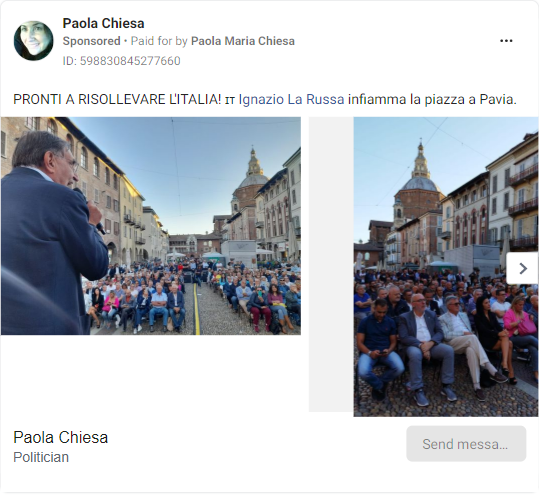 Paola Chiesa
Sponsored • Paid for by Paola Maria Chiesa
ID: 598830845277660
PRONTI A RISOLLEVARE L'ITALIA! IT Ignazio La Russa infiamma la piazza a Pavia.
Paola Chiesa
Politician
Send messa...